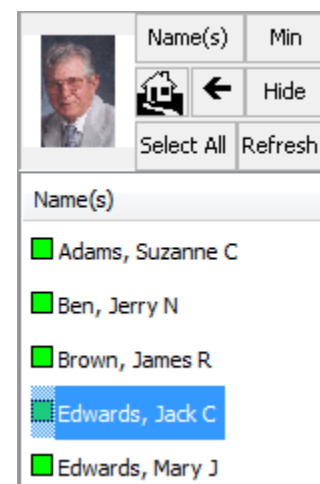 Name(s) Min
Hide
Select All Refresh
Name(s)
Adams, Suzanne C
Ben, Jerry N
Brown, James R
Edwards, Jack C
Edwards, Mary J